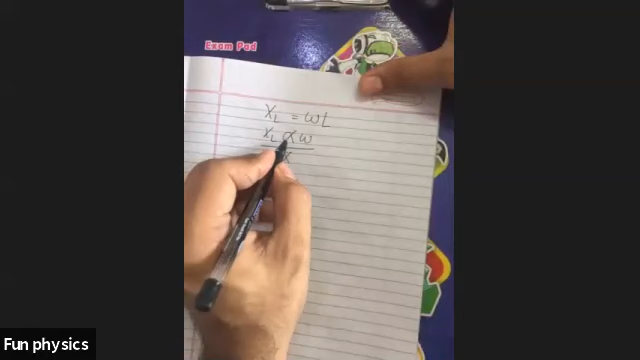 Exam Pad
X_L = ωL
X_L ∝ ω
Fun physics